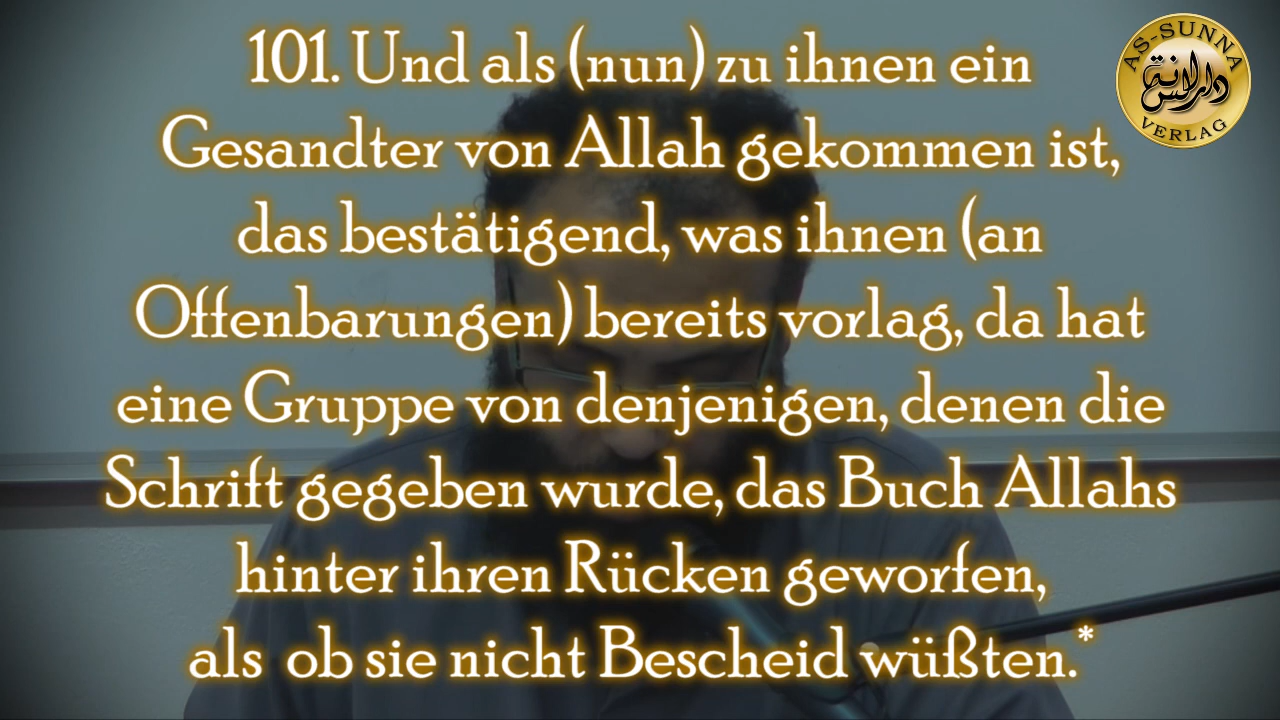 101. Und als (nun) zu ihnen ein
Gesandter von Allah gekommen ist,
das bestätigend, was ihnen (an
Offenbarungen) bereits vorlag, da hat
eine Gruppe von denjenigen, denen die
Schrift gegeben wurde, das Buch Allahs
hinter ihren Rücken geworfen,
als ob sie nicht Bescheid wüßten.*
AS-SUNNA
دار السنة
VERLAG